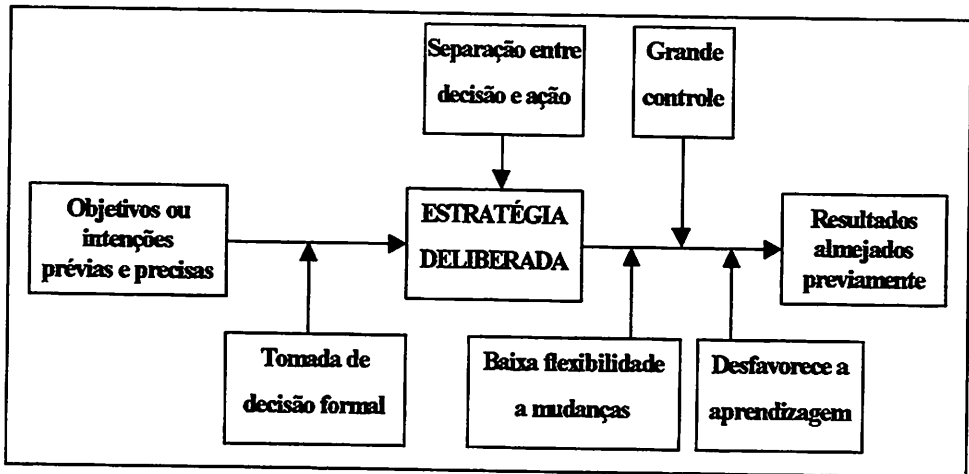 Separação entre
decisão e ação
Grande
controle
Objetivos ou
intenções
prévias e precisas
ESTRATÉGIA
DELIBERADA
Resultados
almejados
previamente
Tomada de
decisão formal
Baixa flexibilidade
a mudanças
Desfavorece a
aprendizagem